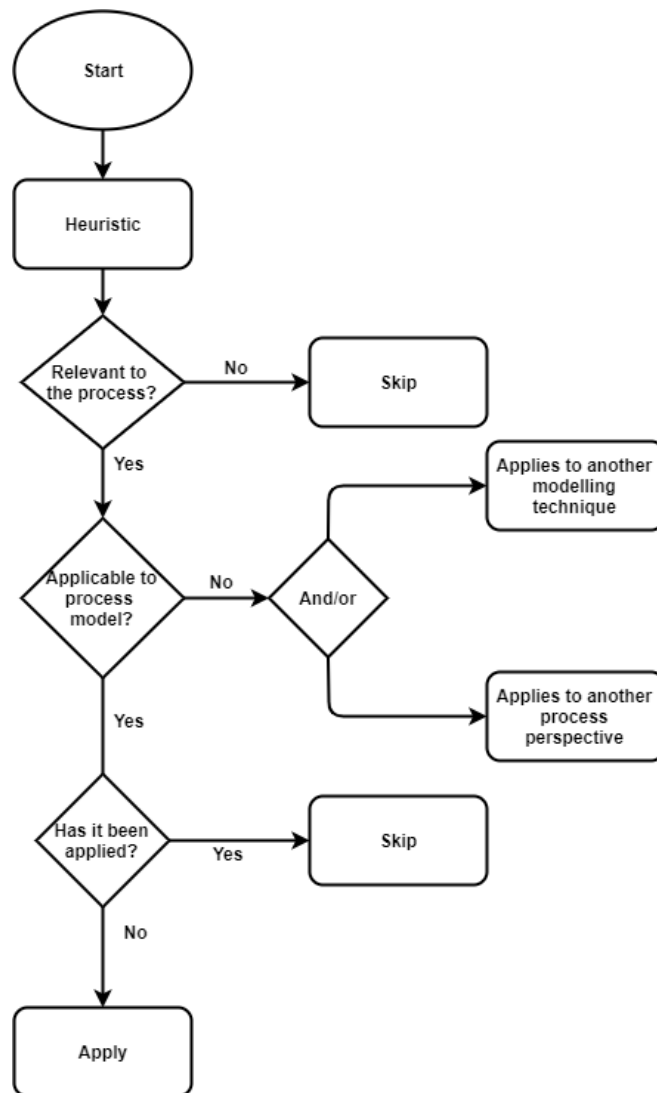 Start
Heuristic
Relevant to
the process?
No
Skip
Yes
Applies to another
modelling
technique
Applicable to
process
model?
No
And/or
Applies to another
process
perspective
Yes
Has it been
applied?
Yes
Skip
No
Apply